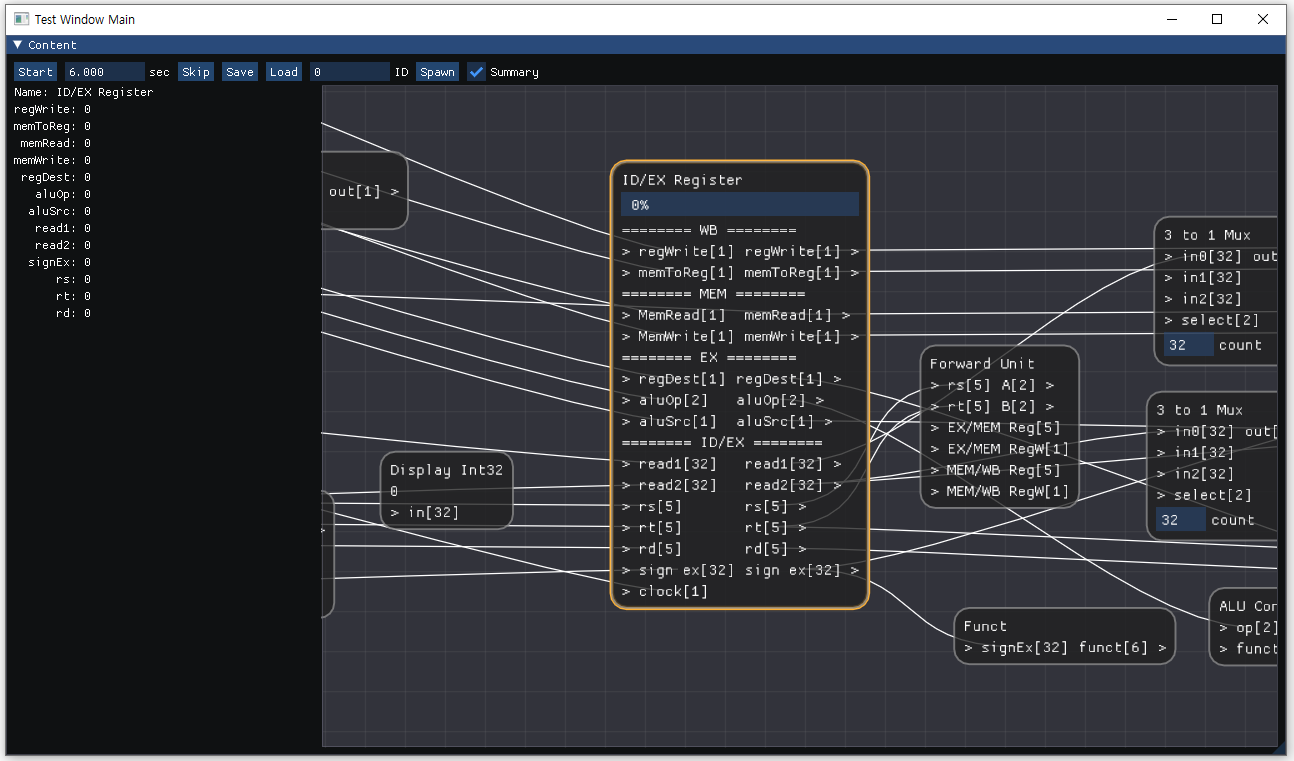 Test Window Main
Content
Start 6.000 sec Skip Save Load 0 ID Spawn Summary
Name: ID/EX Register
regWrite: 0
memToReg: 0
memRead: 0
memWrite: 0
regDest: 0
aluOp: 0
aluSrc: 0
read1: 0
read2: 0
signEx: 0
rs: 0
rt: 0
rd: 0
out[1] >
Display Int32
0
> in[32]
>
ID/EX Register
0%
======== WB ========
> regWrite[1] regWrite[1] >
> memToReg[1] memToReg[1] >
======== MEM ========
> MemRead[1] memRead[1] >
> MemWrite[1] memWrite[1] >
======== EX ========
> regDest[1] regDest[1] >
> aluOp[2] aluOp[2] >
> aluSrc[1] aluSrc[1] >
======== ID/EX ========
> read1[32] read1[32] >
> read2[32] read2[32] >
> rs[5] rs[5] >
> rt[5] rt[5] >
> rd[5] rd[5] >
> sign ex[32] sign ex[32] >
> clock[1]
Forward Unit
> rs[5] A[2] >
> rt[5] B[2] >
> EX/MEM Reg[5]
> EX/MEM RegW[1]
> MEM/WB Reg[5]
> MEM/WB RegW[1]
Funct
> signEx[32] funct[6] >
3 to 1 Mux
> in0[32] out
> in1[32]
> in2[32]
> select[2]
32 count
3 to 1 Mux
> in0[32] out[
> in1[32]
> in2[32]
> select[2]
32 count
ALU Con
> op[2]
> funct